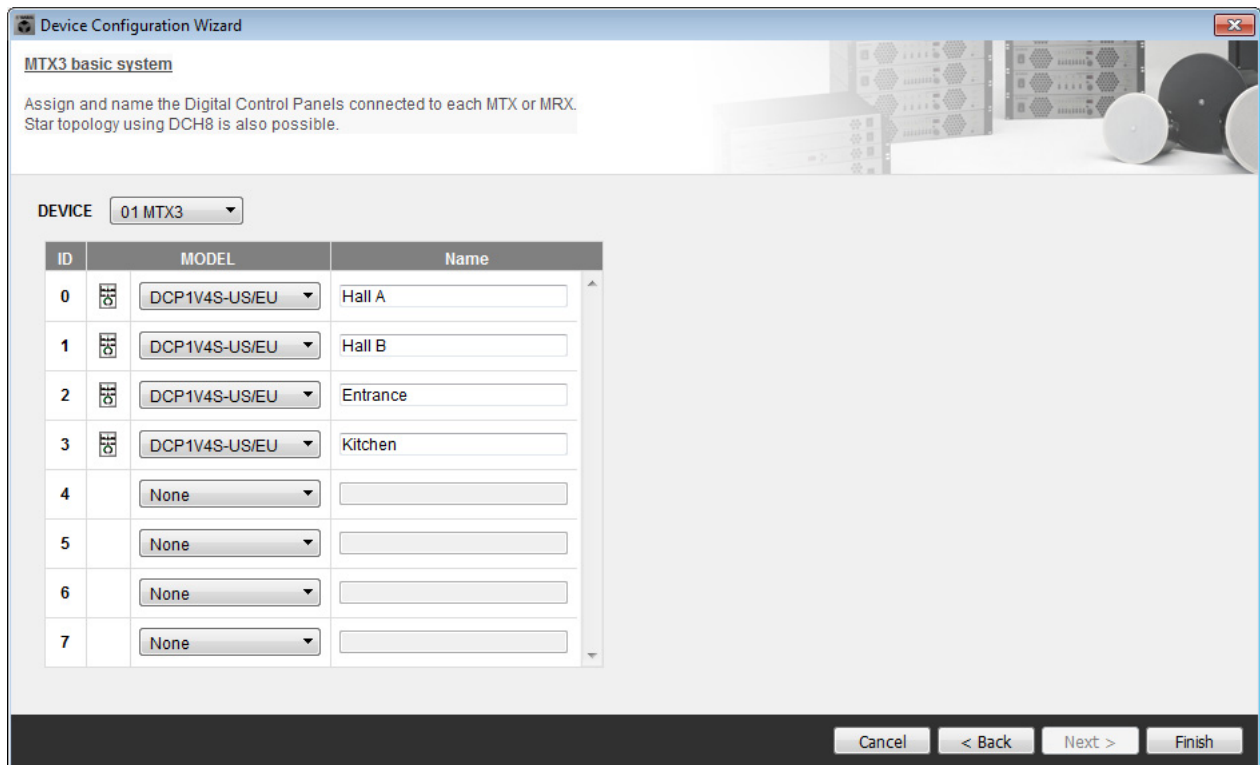 Device Configuration Wizard
MTX3 basic system
Assign and name the Digital Control Panels connected to each MTX or MRX.
Star topology using DCH8 is also possible.
DEVICE 01 MTX3
ID MODEL Name
0 DCP1V4S-US/EU Hall A
1 DCP1V4S-US/EU Hall B
2 DCP1V4S-US/EU Entrance
3 DCP1V4S-US/EU Kitchen
4 None
5 None
6 None
7 None
Cancel < Back Next > Finish